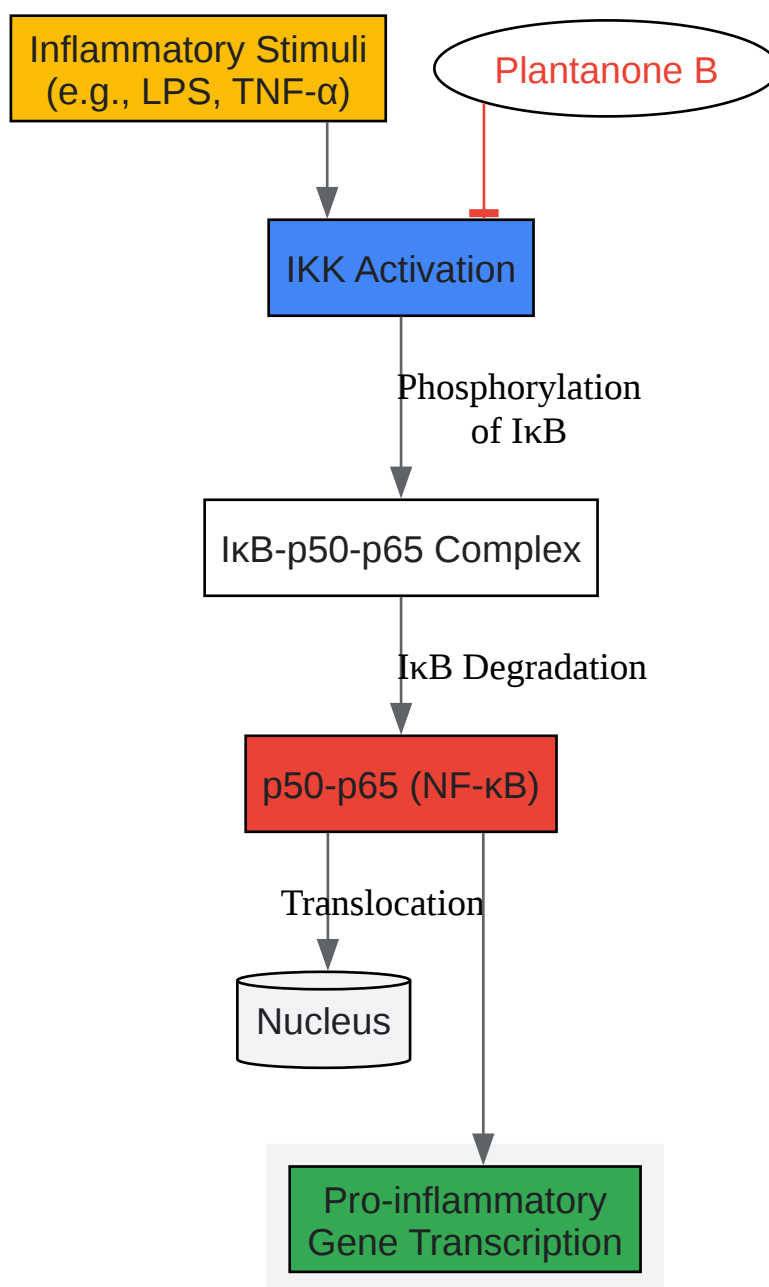 Inflammatory Stimuli
(e.g., LPS, TNF-α)
Plantanone B
IKK Activation
Phosphorylation
of IκB
IκB-p50-p65 Complex
IκB Degradation
p50-p65 (NF-κB)
Translocation
Nucleus
Pro-inflammatory
Gene Transcription